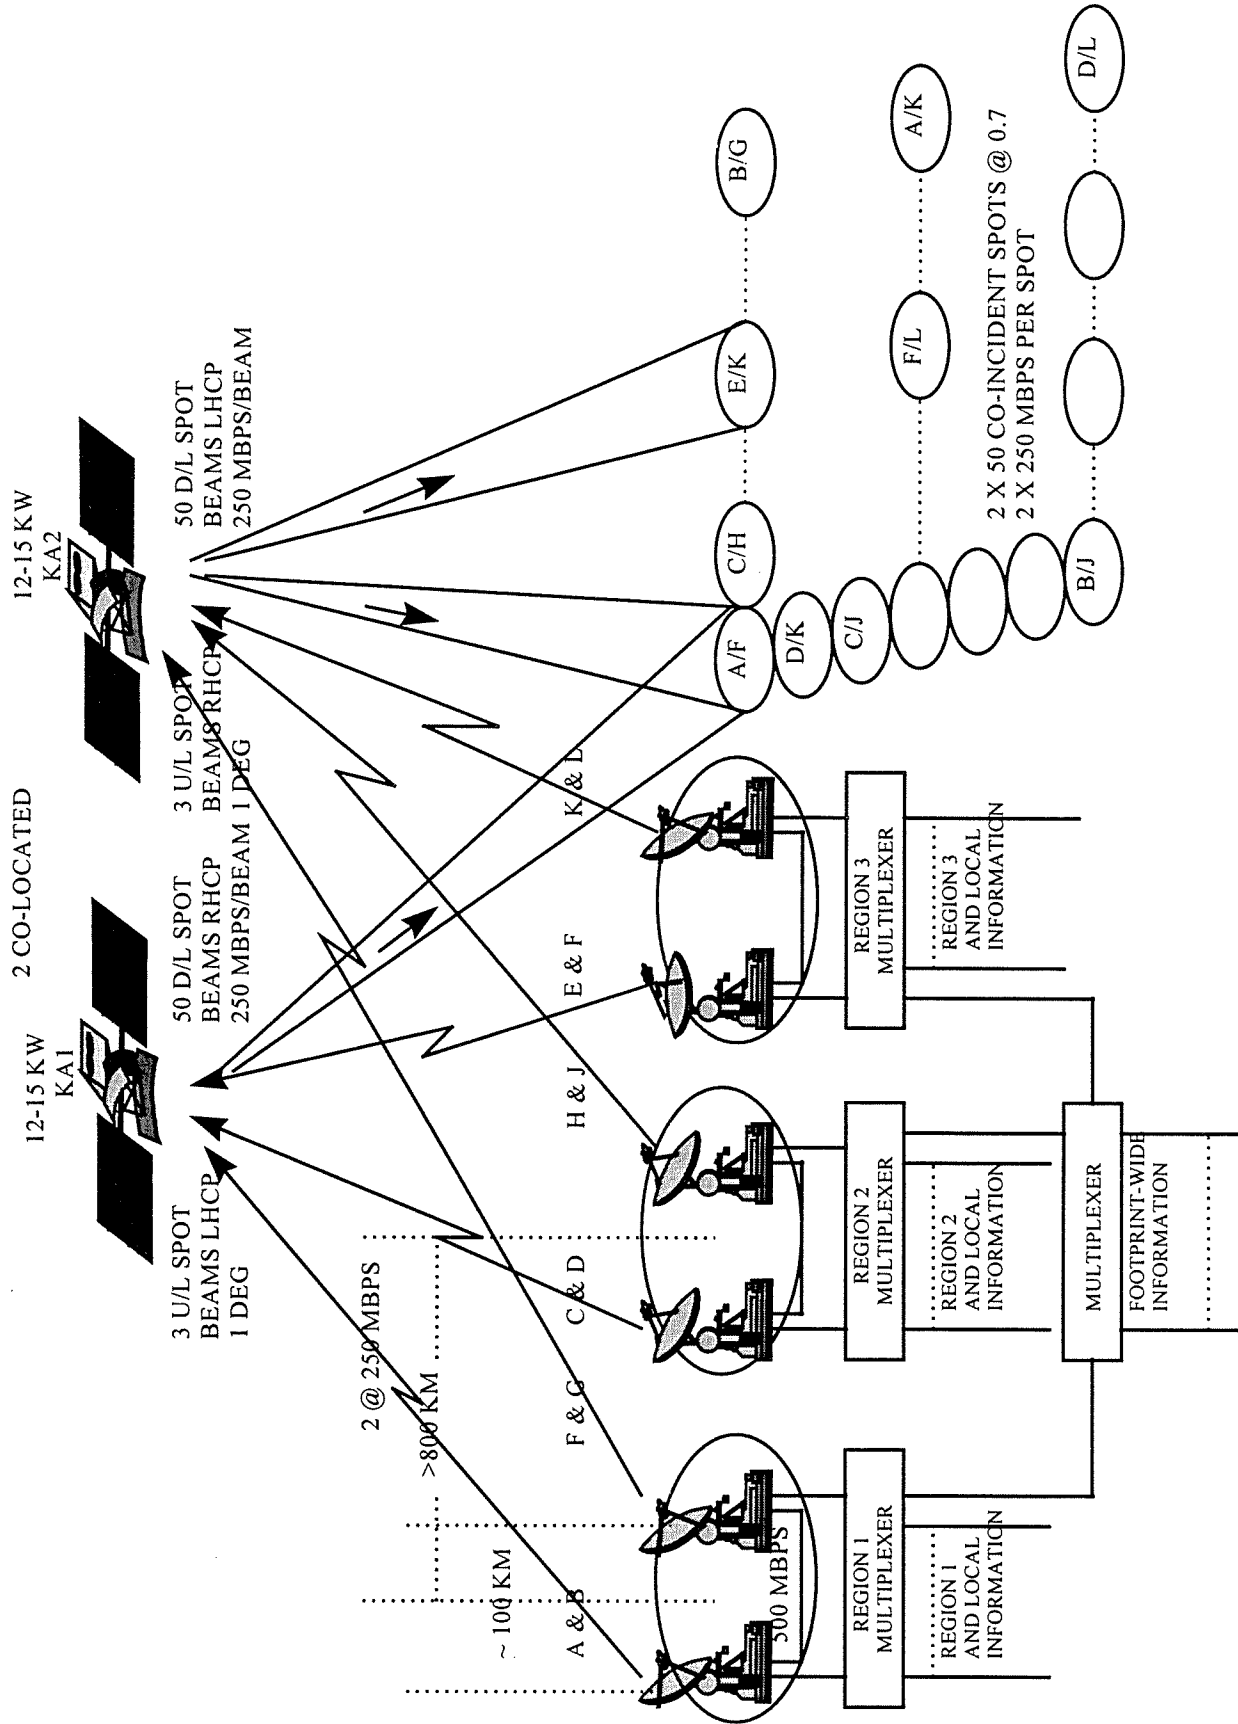 2 CO-LOCATED
12-15 KW
KA1
12-15 KW
KA2
3 U/L SPOT
BEAMS LHCP
1 DEG
50 D/L SPOT
BEAMS RHCP
250 MBPS/BEAM
3 U/L SPOT
BEAMS RHCP
1 DEG
50 D/L SPOT
BEAMS LHCP
250 MBPS/BEAM
2 @ 250 MBPS
>800 KM
~ 100 KM
A & B
F & G
C & D
H & J
E & F
K & L
500 MBPS
A/F
C/H
E/K
B/G
D/K
C/J
F/L
A/K
B/J
D/L
2 X 50 CO-INCIDENT SPOTS @ 0.7
2 X 250 MBPS PER SPOT
REGION 1
MULTIPLEXER
REGION 2
MULTIPLEXER
REGION 3
MULTIPLEXER
REGION 1
AND LOCAL
INFORMATION
REGION 2
AND LOCAL
INFORMATION
REGION 3
AND LOCAL
INFORMATION
MULTIPLEXER
FOOTPRINT-WIDE
INFORMATION